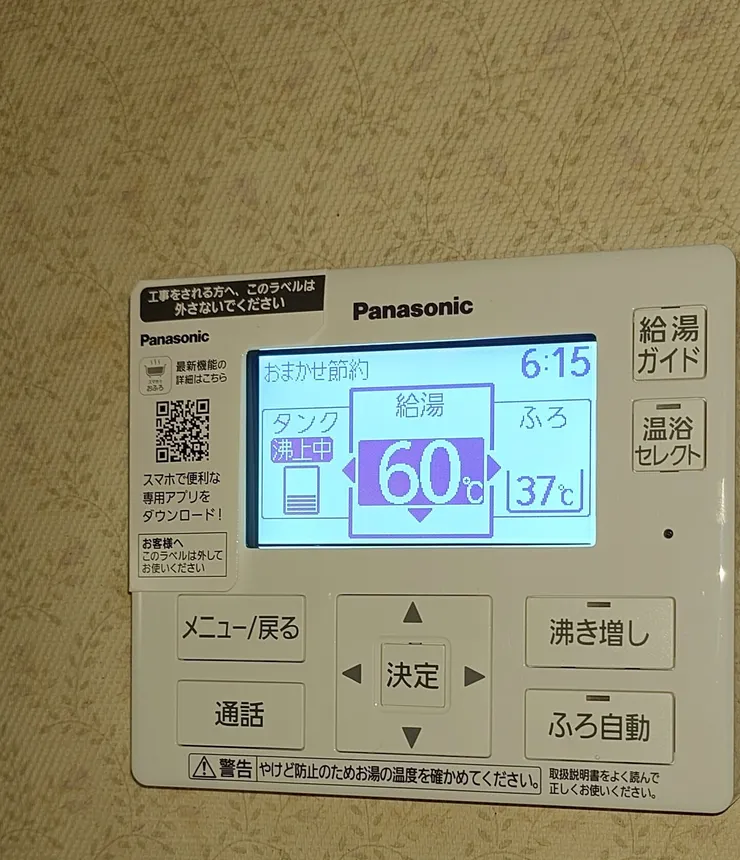 工事をされる方へ、このラベルは
外さないでください
Panasonic
Panasonic
最新機能の
詳細はこちら
おふろ
スマホで便利な
専用アプリを
ダウンロード!
お客様へ
このラベルは外して
お使いください
おまかせ節約
6:15
タンク
沸上中
給湯
60℃
ふろ
37℃
給湯
ガイド
温浴
セレクト
メニュー/戻る
通話
▲
◀
決定
▶
▼
沸き増し
ふろ自動
警告
やけど防止のためお湯の温度を確かめてください。
取扱説明書をよく読んで
正しくお使いください。